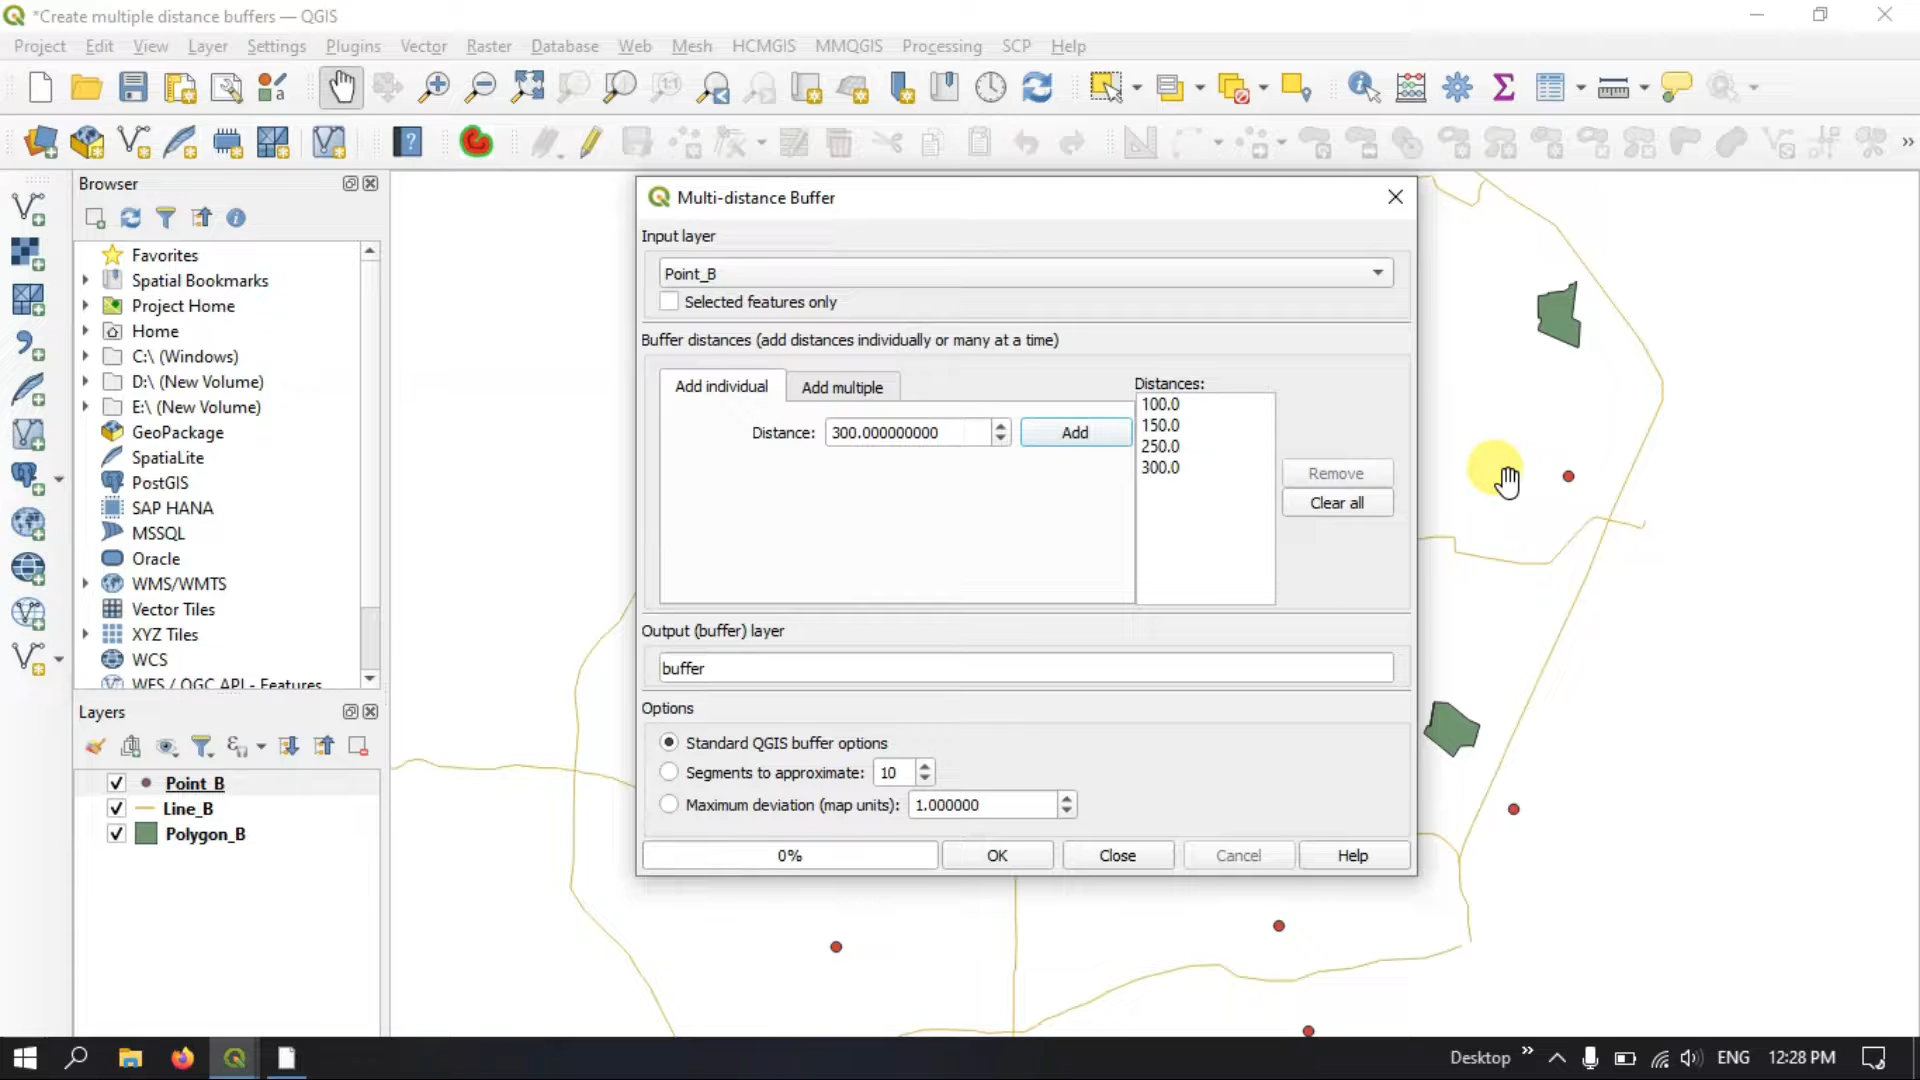 *Create multiple distance buffers — QGIS
Project Edit View Layer Settings Plugins Vector Raster Database Web Mesh HCMGIS MMQGIS Processing SCP Help
Browser
Favorites
Spatial Bookmarks
Project Home
Home
C:\ (Windows)
D:\ (New Volume)
E:\ (New Volume)
GeoPackage
SpatiaLite
PostGIS
SAP HANA
MSSQL
Oracle
WMS/WMTS
Vector Tiles
XYZ Tiles
WCS
WFS / OGC API - Features
Layers
Point_B
Line_B
Polygon_B
Multi-distance Buffer
Input layer
Point_B
Selected features only
Buffer distances (add distances individually or many at a time)
Add individual Add multiple
Distance: 300.000000000 Add
Distances:
100.0
150.0
250.0
300.0
Remove
Clear all
Output (buffer) layer
buffer
Options
Standard QGIS buffer options
Segments to approximate: 10
Maximum deviation (map units): 1.000000
0% OK Close Cancel Help
Desktop » ENG 12:28 PM